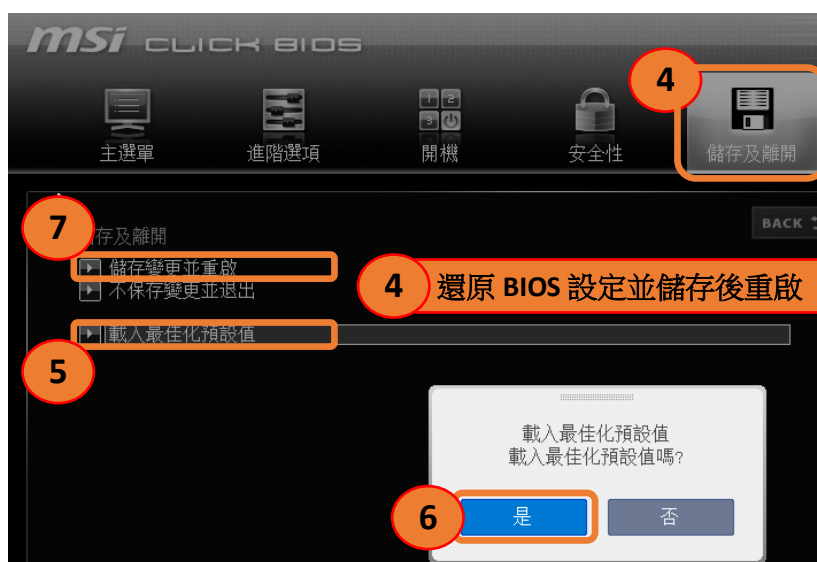 msi CLICK BIOS
4
主選單
進階選項
開機
安全性
儲存及離開
1 2
3
BACK
7
存及離開
儲存變更並重啟
不保存變更並退出
4 還原 BIOS 設定並儲存後重啟
載入最佳化預設值
5
載入最佳化預設值
載入最佳化預設值嗎?
6
是
否